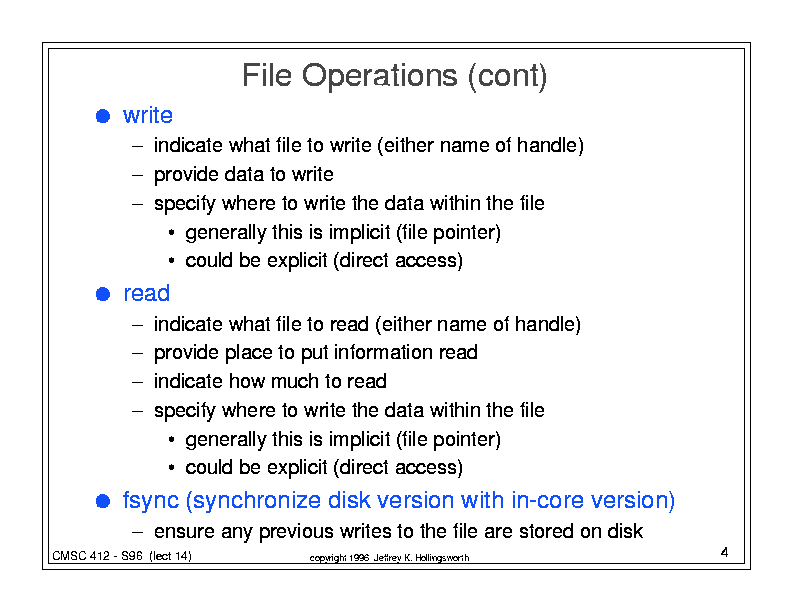 File Operations (cont)
● write
– indicate what file to write (either name of handle)
– provide data to write
– specify where to write the data within the file
• generally this is implicit (file pointer)
• could be explicit (direct access)
● read
– indicate what file to read (either name of handle)
– provide place to put information read
– indicate how much to read
– specify where to write the data within the file
• generally this is implicit (file pointer)
• could be explicit (direct access)
● fsync (synchronize disk version with in-core version)
– ensure any previous writes to the file are stored on disk
CMSC 412 - S96 (lect 14)
copyright 1996 Jeffrey K. Hollingsworth
4